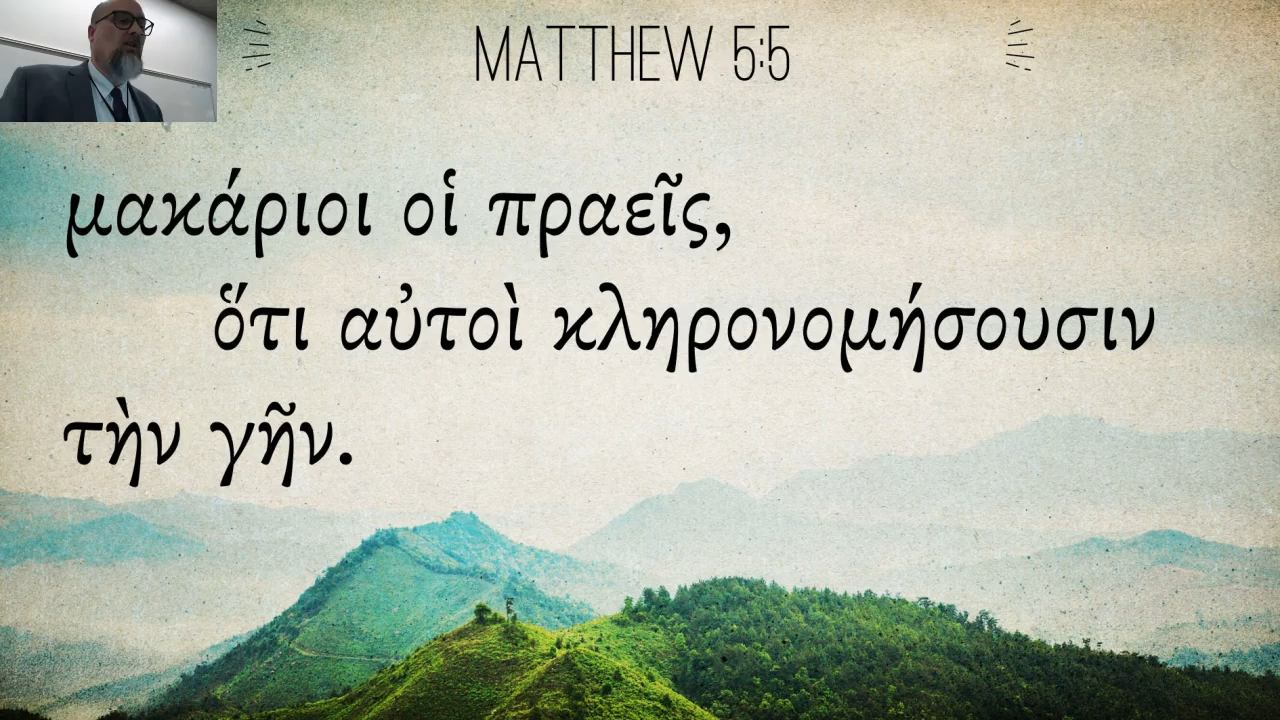 MATTHEW 5:5
μακάριοι οἱ πραεῖς,
ὅτι αὐτοὶ κληρονομήσουσιν
τὴν γῆν.